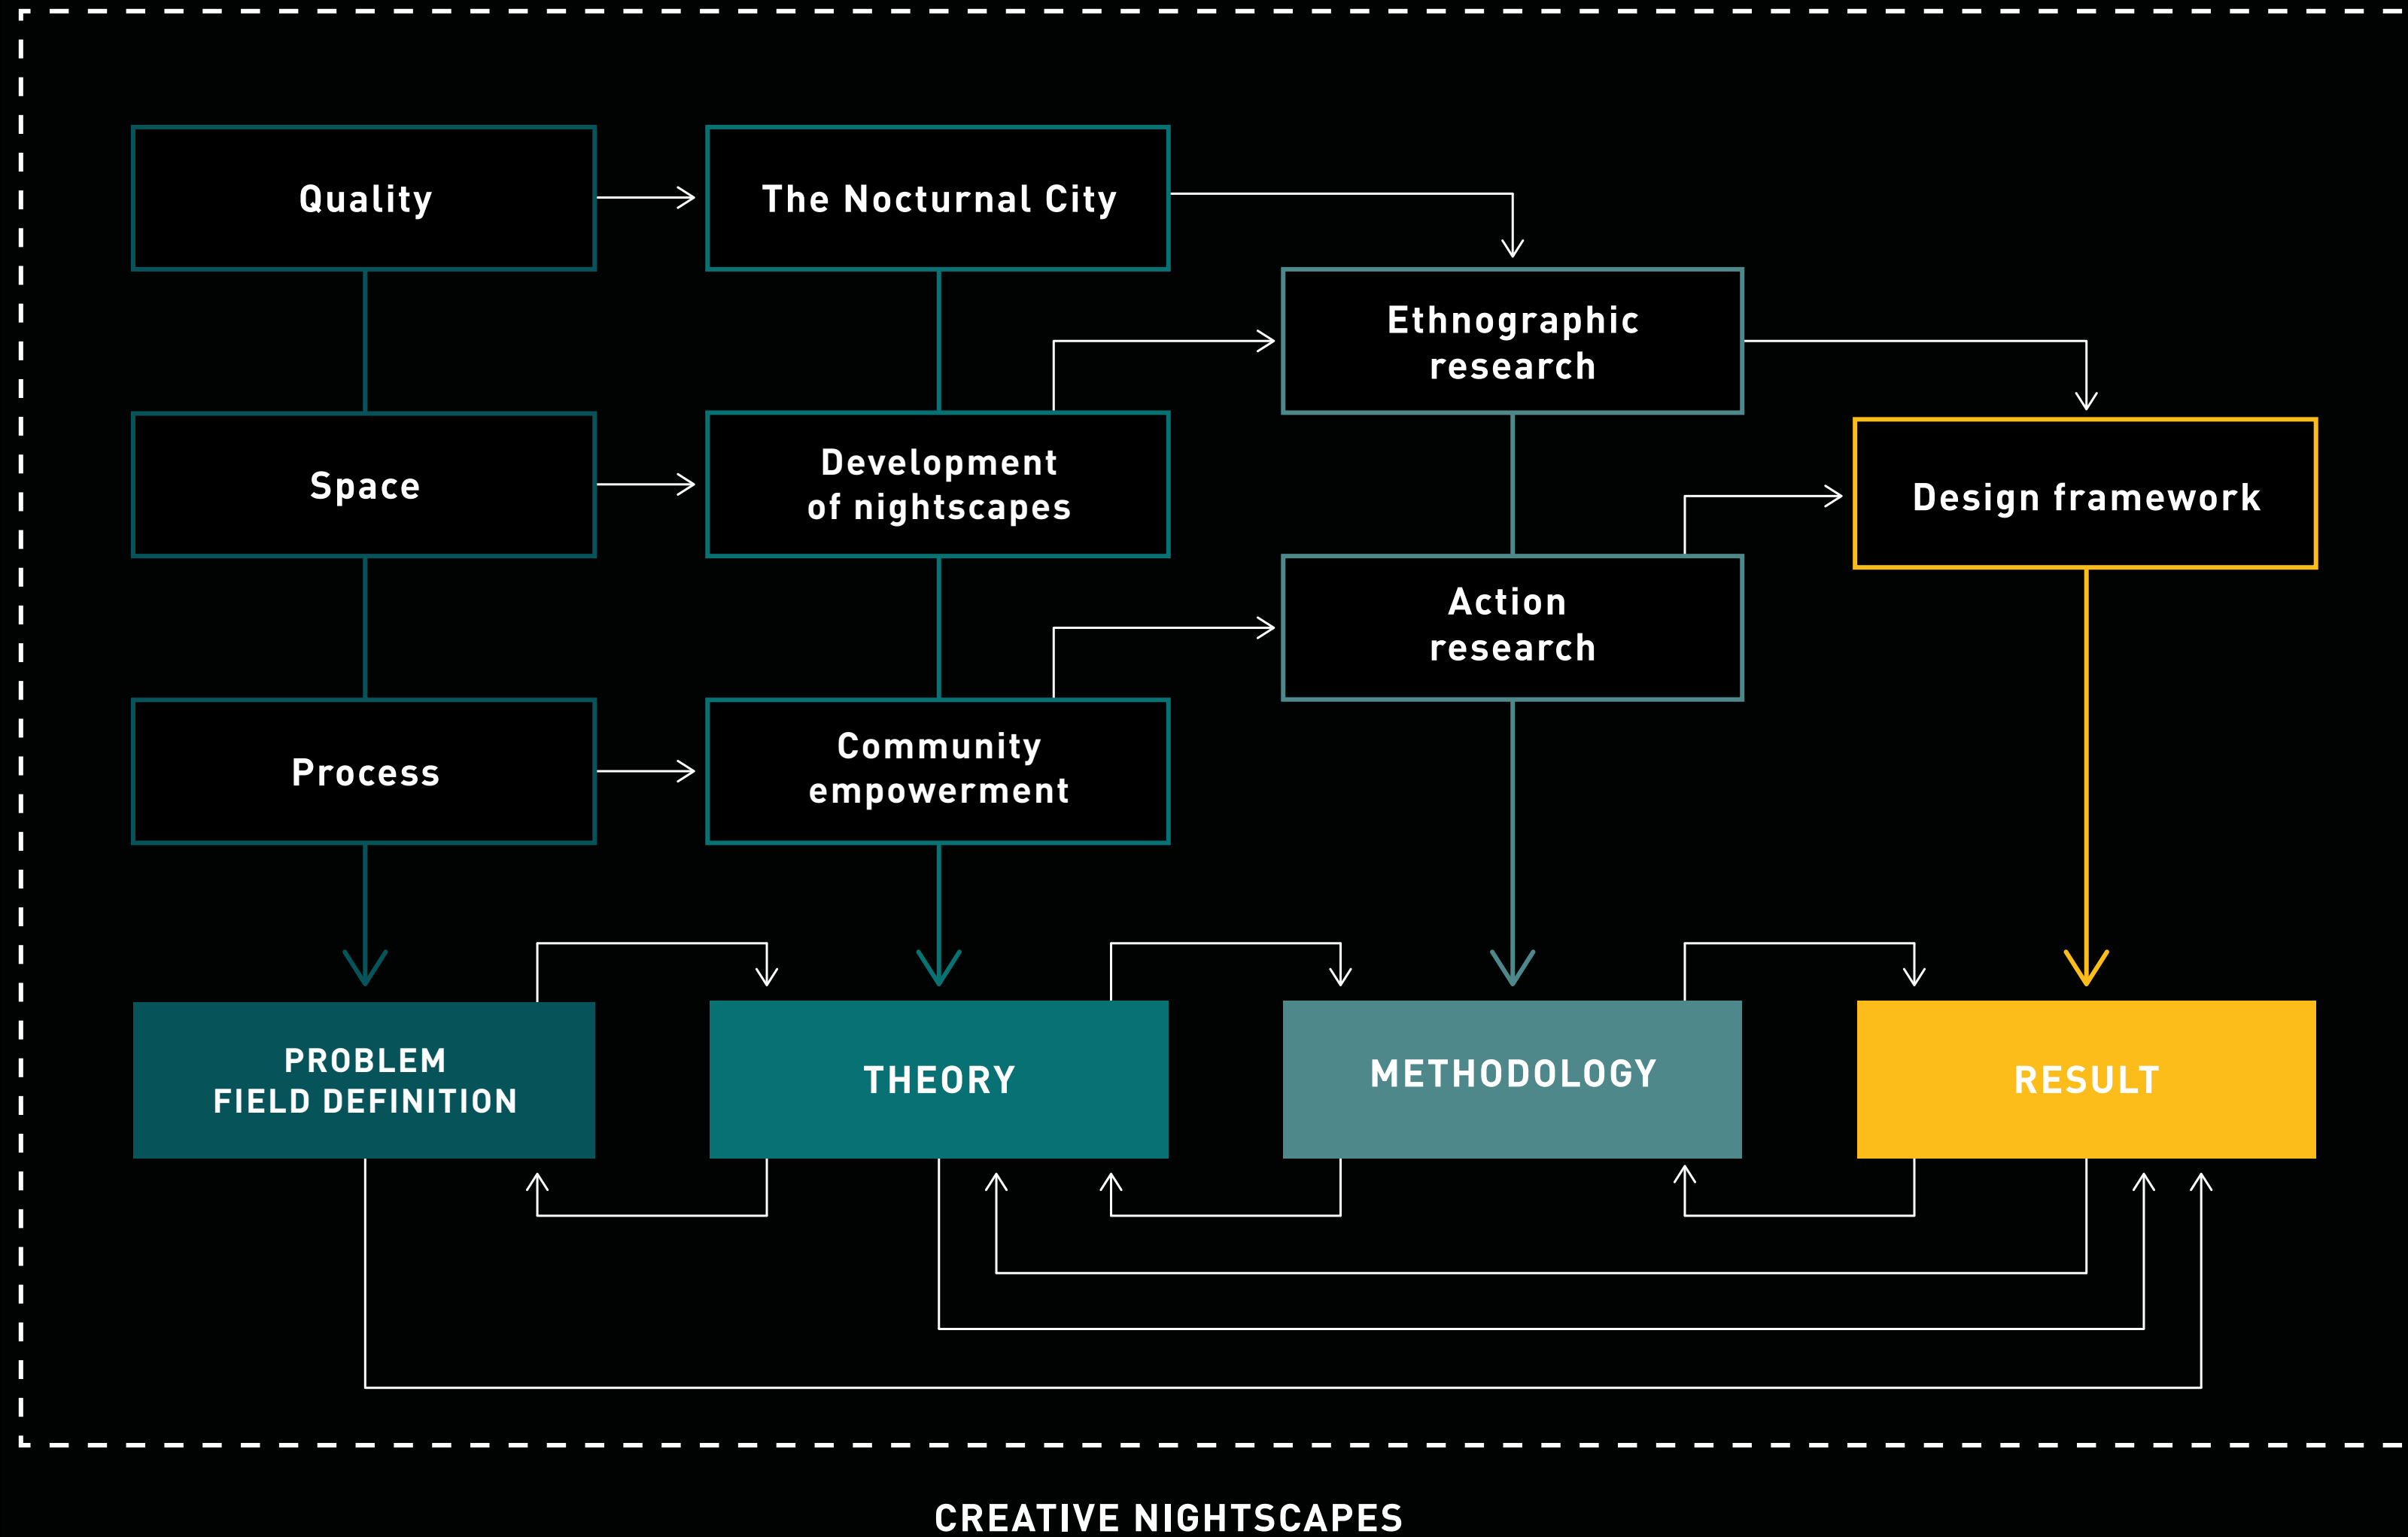 Quality
The Nocturnal City
Ethnographic
research
Space
Development
of nightscapes
Design framework
Action
research
Process
Community
empowerment
PROBLEM
FIELD DEFINITION
THEORY
METHODOLOGY
RESULT
CREATIVE NIGHTSCAPES